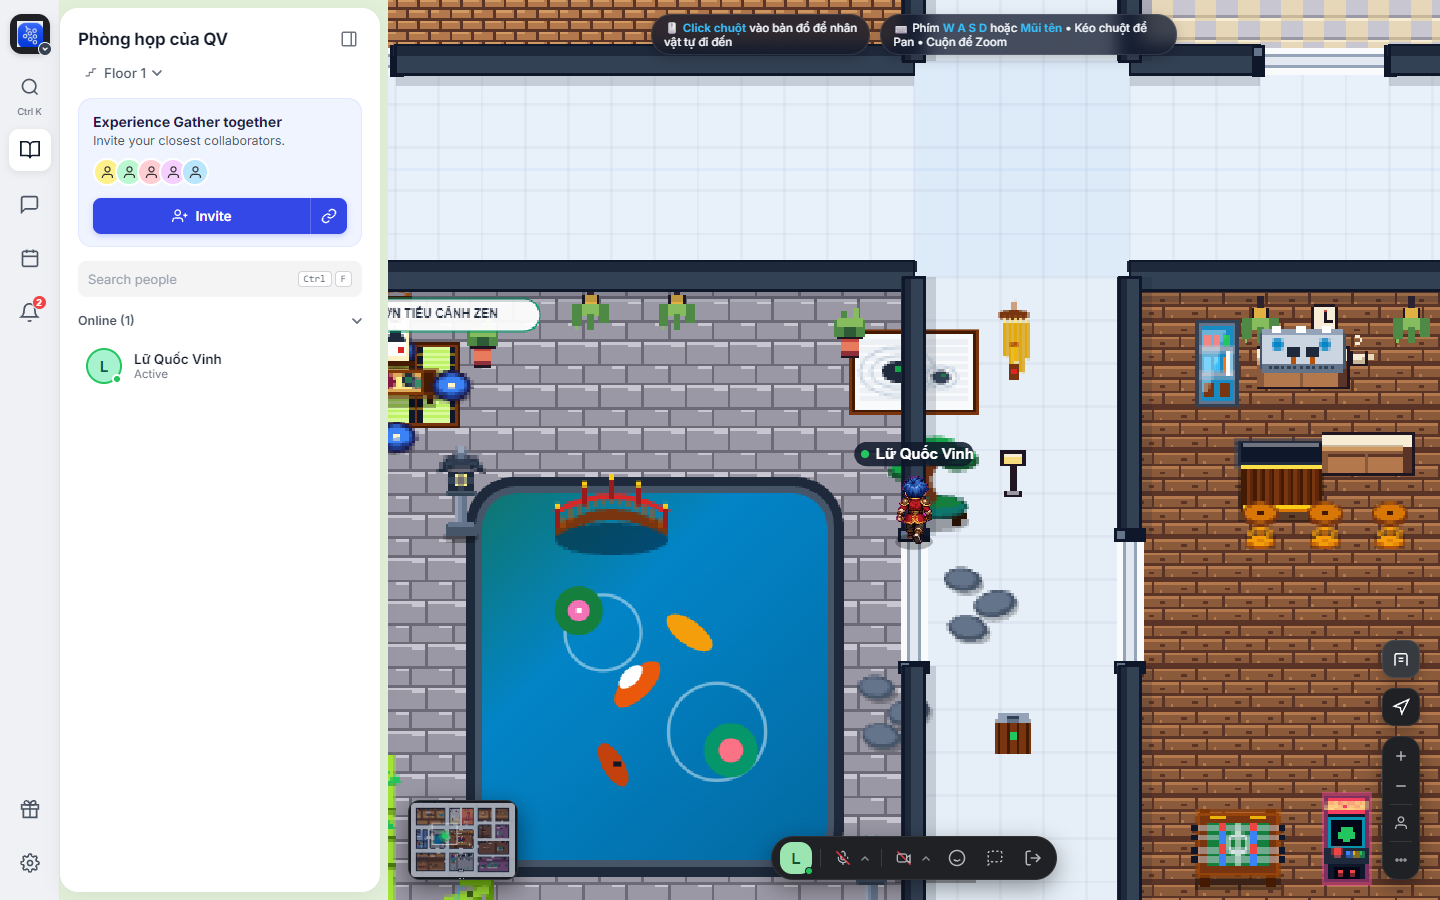 Phòng họp của QV
Floor 1
Ctrl K
Experience Gather together
Invite your closest collaborators.
Invite
Search people
Ctrl F
2
Online (1)
L
Lữ Quốc Vinh
Active
Click chuột vào bản đồ để nhân
vật tự đi đến
Phím W A S D hoặc Mũi tên • Kéo chuột để
Pan • Cuộn để Zoom
TIỂU CẢNH ZEN
Lữ Quốc Vinh
L